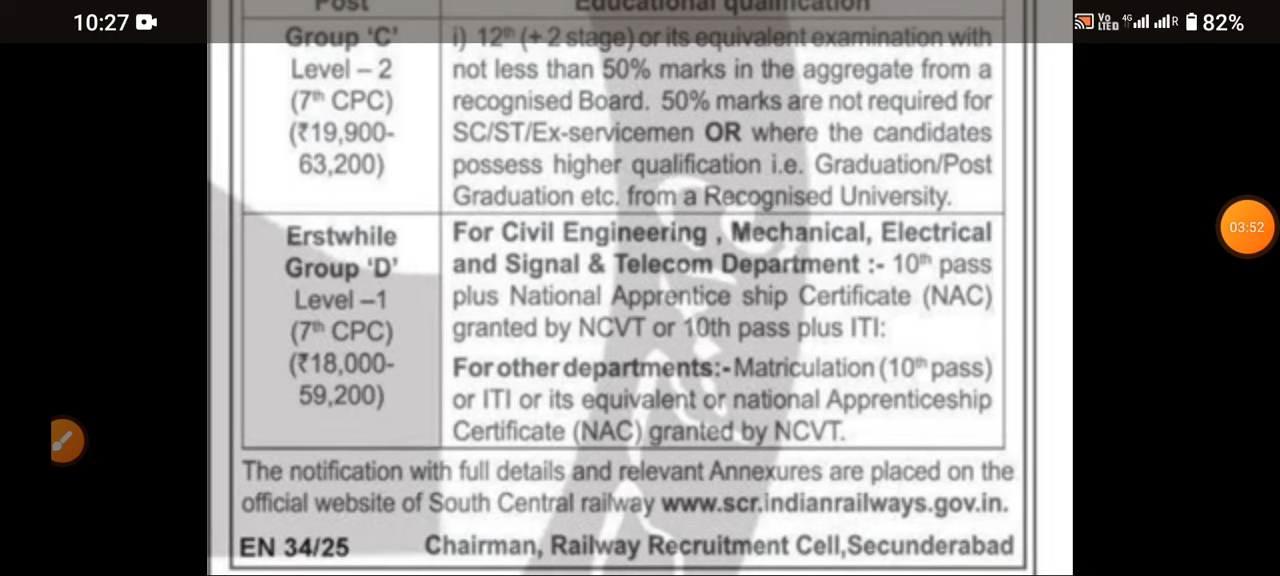 10:27
Vo LTED 4G R 82%
Post Educational qualification
Group ‘C’
Level – 2
(7th CPC)
(₹19,900-
63,200)
i) 12th (+ 2 stage) or its equivalent examination with
not less than 50% marks in the aggregate from a
recognised Board. 50% marks are not required for
SC/ST/Ex-servicemen OR where the candidates
possess higher qualification i.e. Graduation/Post
Graduation etc. from a Recognised University.
Erstwhile
Group ‘D’
Level –1
(7th CPC)
(₹18,000-
59,200)
For Civil Engineering , Mechanical, Electrical
and Signal & Telecom Department :- 10th pass
plus National Apprentice ship Certificate (NAC)
granted by NCVT or 10th pass plus ITI:
For other departments:- Matriculation (10th pass)
or ITI or its equivalent or national Apprenticeship
Certificate (NAC) granted by NCVT.
The notification with full details and relevant Annexures are placed on the
official website of South Central railway www.scr.indianrailways.gov.in.
EN 34/25 Chairman, Railway Recruitment Cell,Secunderabad
03:52